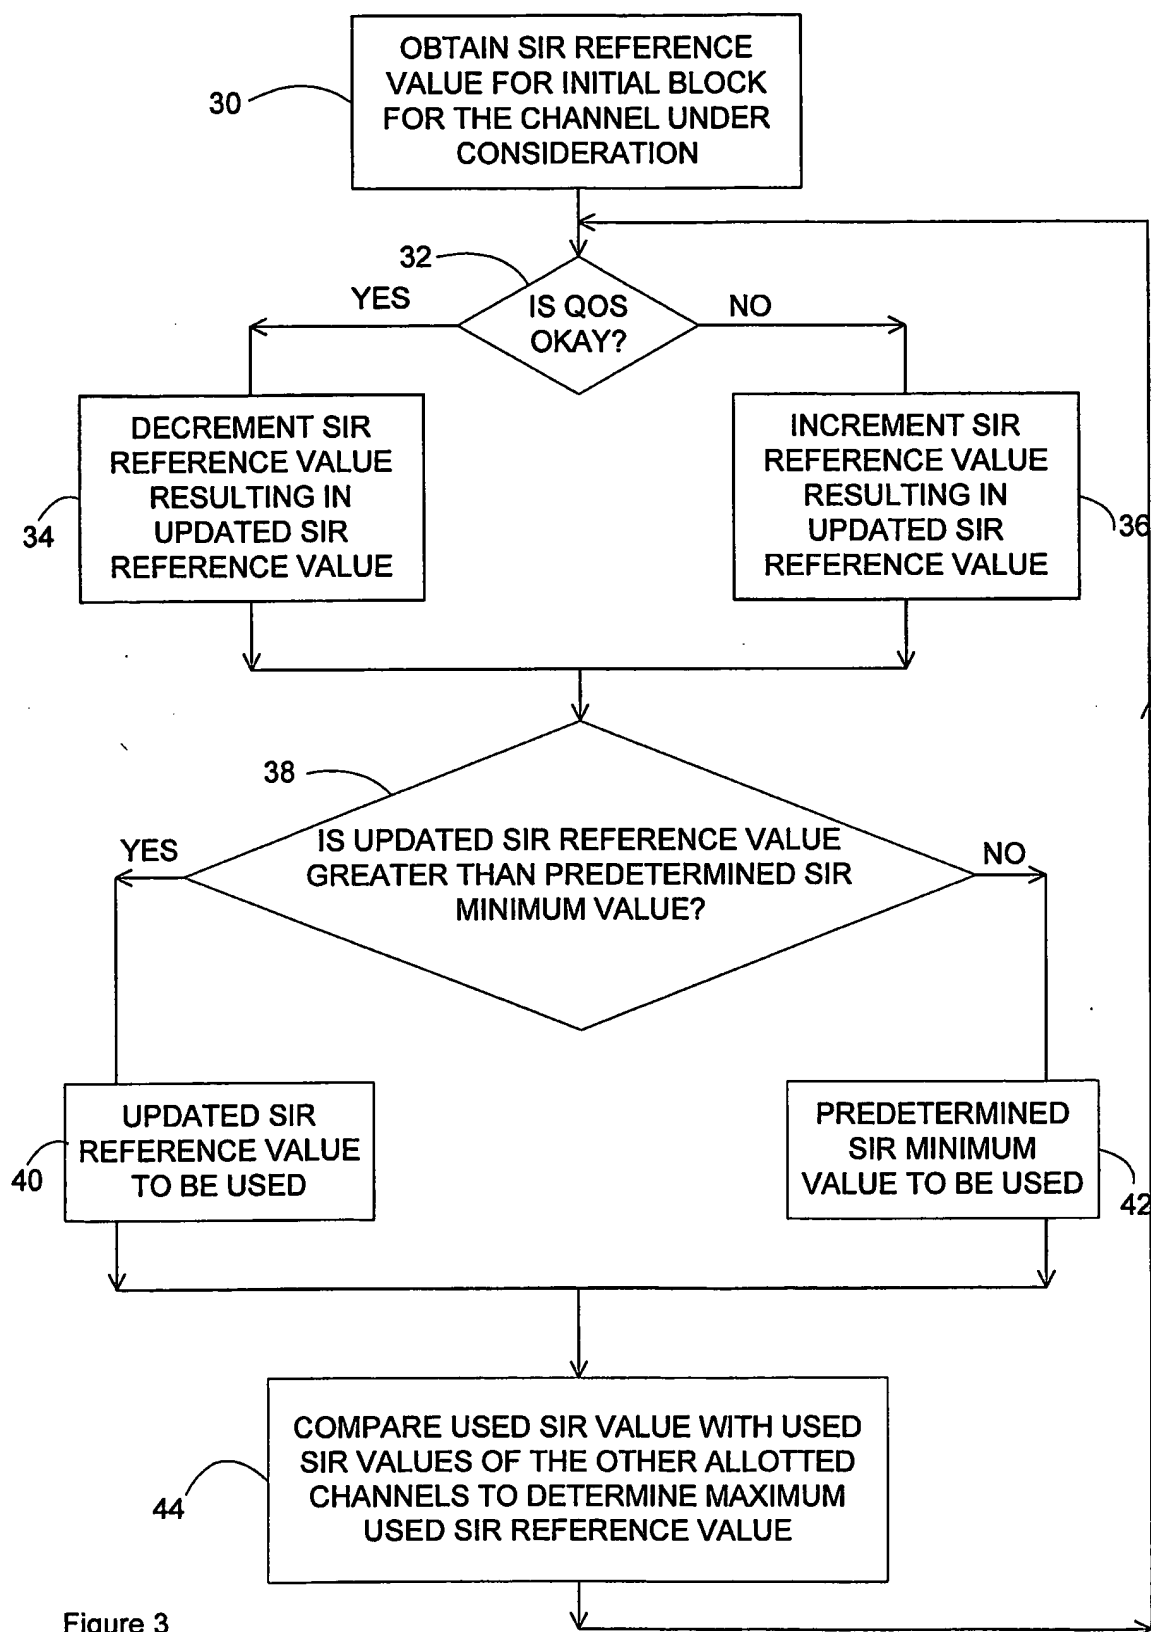 OBTAIN SIR REFERENCE
VALUE FOR INITIAL BLOCK
FOR THE CHANNEL UNDER
CONSIDERATION
30
32
YES
IS QOS
OKAY?
NO
DECREMENT SIR
REFERENCE VALUE
RESULTING IN
UPDATED SIR
REFERENCE VALUE
34
INCREMENT SIR
REFERENCE VALUE
RESULTING IN
UPDATED SIR
REFERENCE VALUE
36
38
YES
IS UPDATED SIR REFERENCE VALUE
GREATER THAN PREDETERMINED SIR
MINIMUM VALUE?
NO
UPDATED SIR
REFERENCE VALUE
TO BE USED
40
PREDETERMINED
SIR MINIMUM
VALUE TO BE USED
42
COMPARE USED SIR VALUE WITH USED
SIR VALUES OF THE OTHER ALLOTTED
CHANNELS TO DETERMINE MAXIMUM
USED SIR REFERENCE VALUE
44
Figure 3